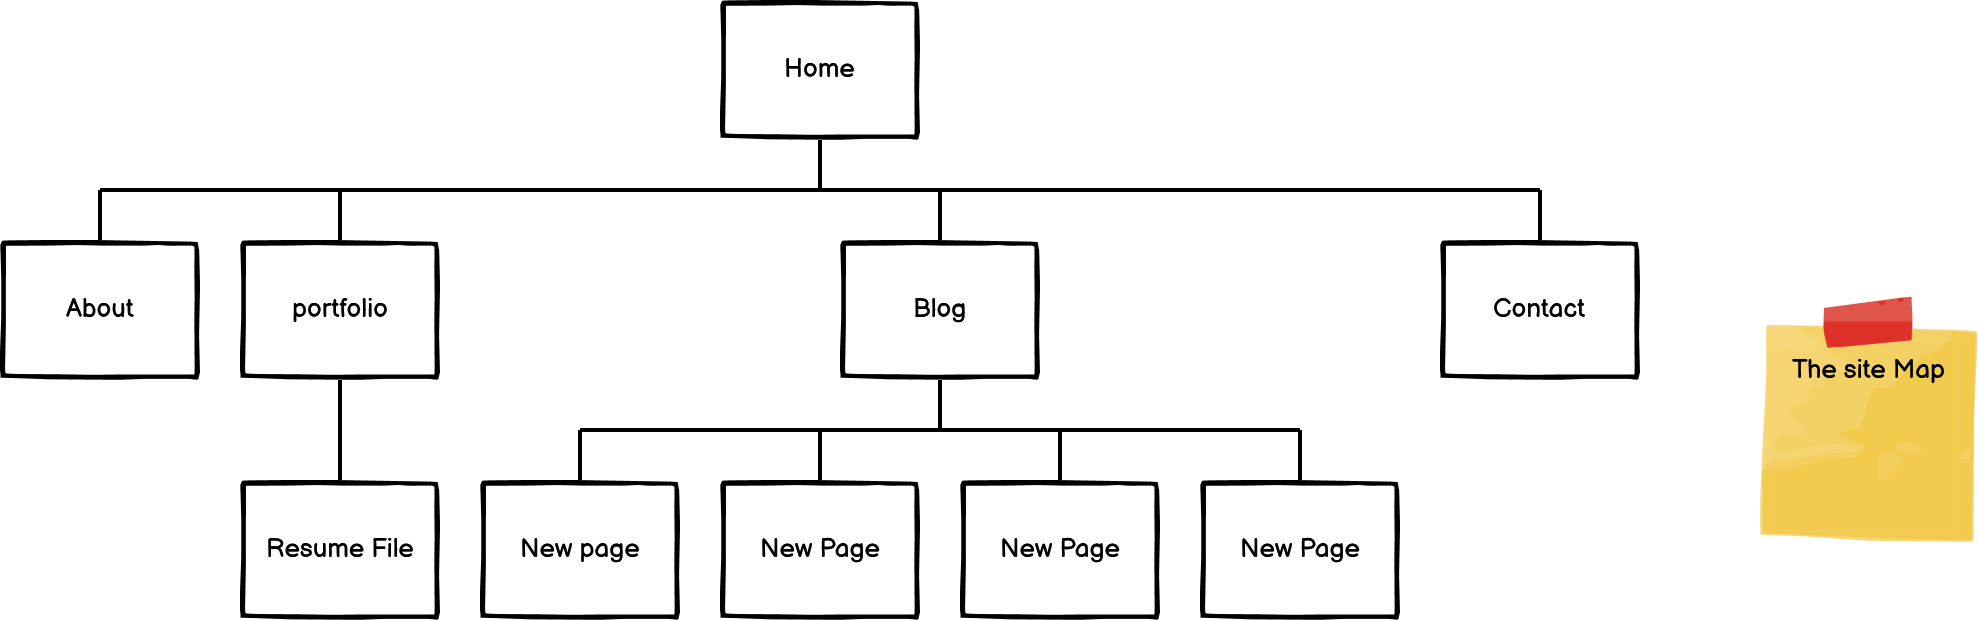 Home
About
portfolio
Blog
Contact
The site Map
Resume File
New page
New Page
New Page
New Page